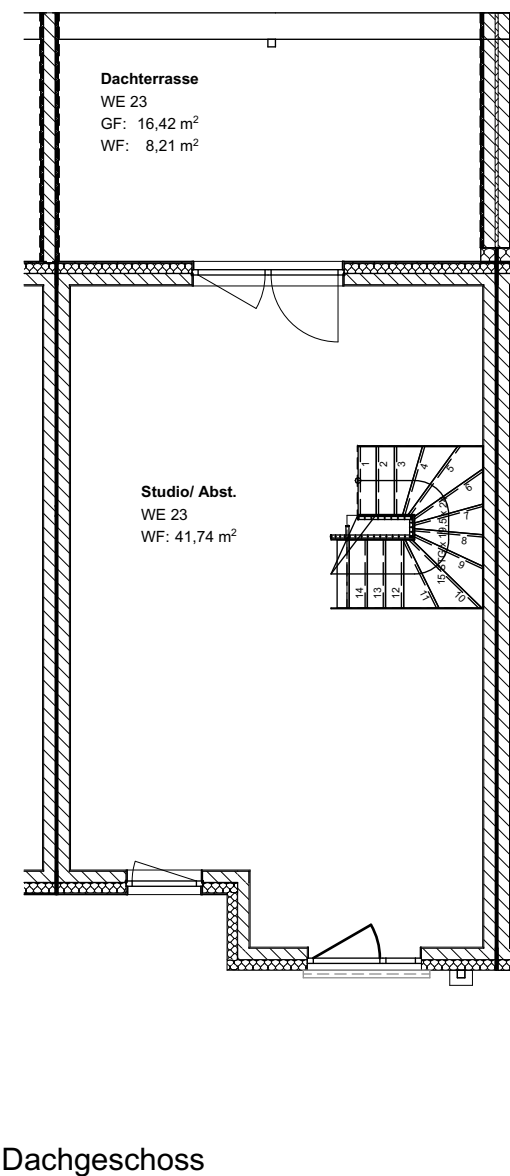 Dachterrasse
WE 23
GF: 16,42 m²
WF: 8,21 m²
Studio/ Abst.
WE 23
WF: 41,74 m²
1
2
3
4
5
6
7
8
9
10
11
12
13
14
Dachgeschoss